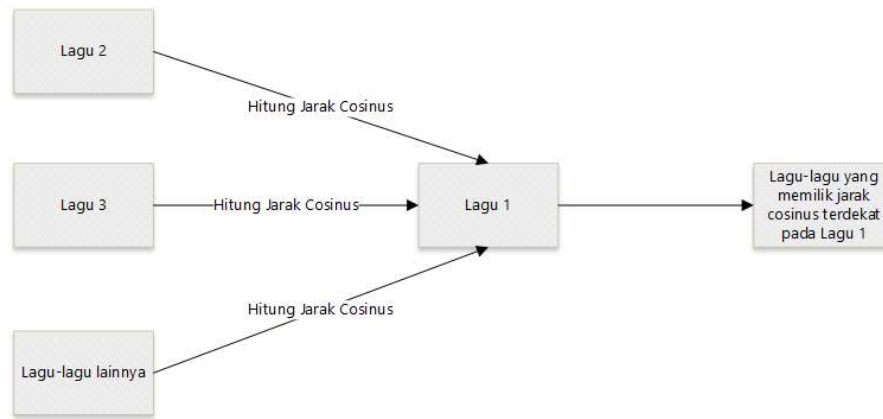 Lagu 2
Hitung Jarak Cosinus
Lagu 3
Hitung Jarak Cosinus
Lagu 1
Lagu-lagu yang
memilik jarak
cosinus terdekat
pada Lagu 1
Hitung Jarak Cosinus
Lagu-lagu lainnya